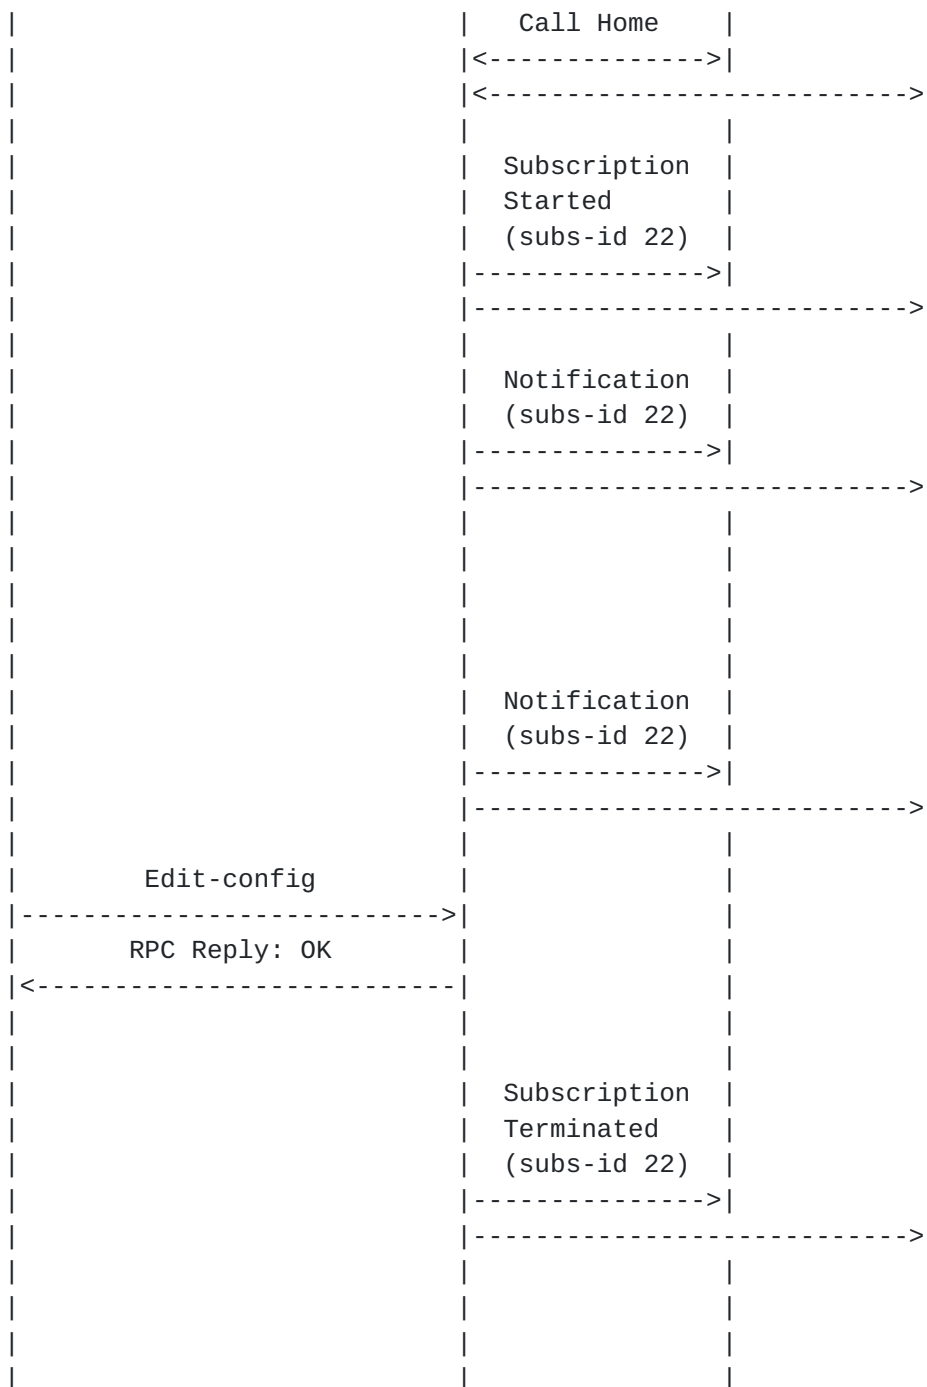 Call Home
Subscription
Started
(subs-id 22)
Notification
(subs-id 22)
Notification
(subs-id 22)
Edit-config
RPC Reply: OK
Subscription
Terminated
(subs-id 22)